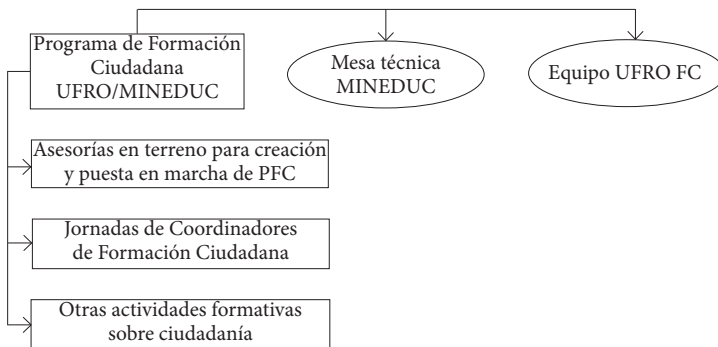 Programa de Formación
Ciudadana
UFRO/MINEDUC
Mesa técnica
MINEDUC
Equipo UFRO FC
Asesorías en terreno para creación
y puesta en marcha de PFC
Jornadas de Coordinadores
de Formación Ciudadana
Otras actividades formativas
sobre ciudadanía